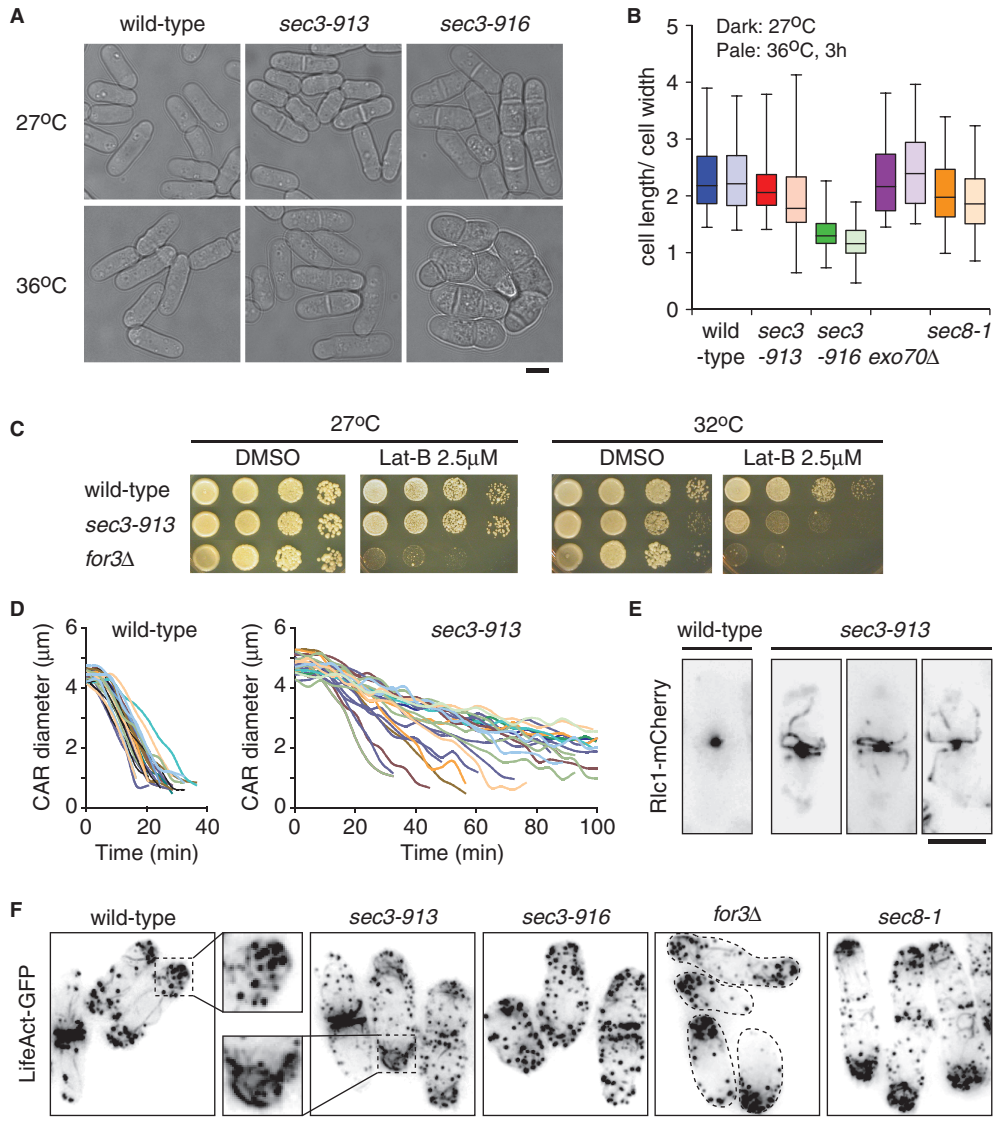 A
wild-type sec3-913 sec3-916
27ºC
36ºC
B
Dark: 27ºC
Pale: 36ºC, 3h
cell length/ cell width
5
4
3
2
1
0
wild sec3 sec3 sec8-1
-type -913 -916 exo70Δ
C
27ºC 32ºC
DMSO Lat-B 2.5μM DMSO Lat-B 2.5μM
wild-type
sec3-913
for3Δ
D
wild-type sec3-913
CAR diameter (μm)
6
4
2
0
0 20 40
Time (min)
CAR diameter (μm)
6
4
2
0
0 20 40 60 80 100
Time (min)
E
wild-type sec3-913
Rlc1-mCherry
F
wild-type sec3-913 sec3-916 for3Δ sec8-1
LifeAct-GFP